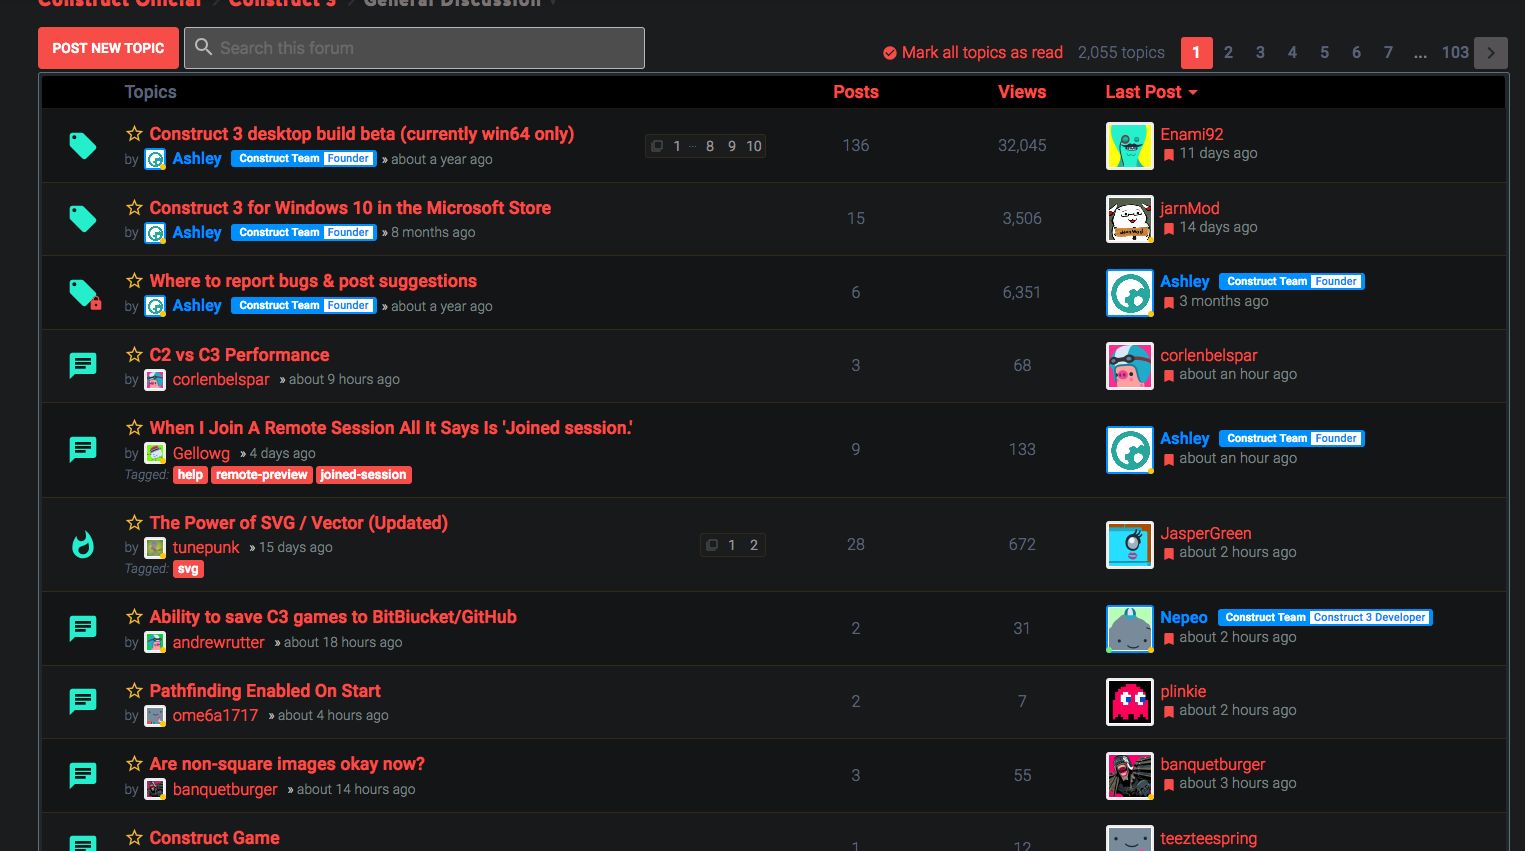 Construct Official > Construct 3 > General Discussion
POST NEW TOPIC Search this forum Mark all topics as read 2,055 topics 1 2 3 4 5 6 7 ... 103 >
Topics Posts Views Last Post
Construct 3 desktop build beta (currently win64 only) 1 ... 8 9 10 136 32,045 Enami92
by Ashley Construct Team Founder » about a year ago 11 days ago
Construct 3 for Windows 10 in the Microsoft Store 15 3,506 jarnMod
by Ashley Construct Team Founder » 8 months ago 14 days ago
Where to report bugs & post suggestions 6 6,351 Ashley Construct Team Founder
by Ashley Construct Team Founder » about a year ago 3 months ago
C2 vs C3 Performance 3 68 corlenbelspar
by corlenbelspar » about 9 hours ago about an hour ago
When I Join A Remote Session All It Says Is 'Joined session.' 9 133 Ashley Construct Team Founder
by Gellowg » 4 days ago about an hour ago
Tagged: help remote-preview joined-session
The Power of SVG / Vector (Updated) 1 2 28 672 JasperGreen
by tunepunk » 15 days ago about 2 hours ago
Tagged: svg
Ability to save C3 games to BitBiucket/GitHub 2 31 Nepeo Construct Team Construct 3 Developer
by andrewrutter » about 18 hours ago about 2 hours ago
Pathfinding Enabled On Start 2 7 plinkie
by ome6a1717 » about 4 hours ago about 2 hours ago
Are non-square images okay now? 3 55 banquetburger
by banquetburger » about 14 hours ago about 3 hours ago
Construct Game 1 12 teezteespring